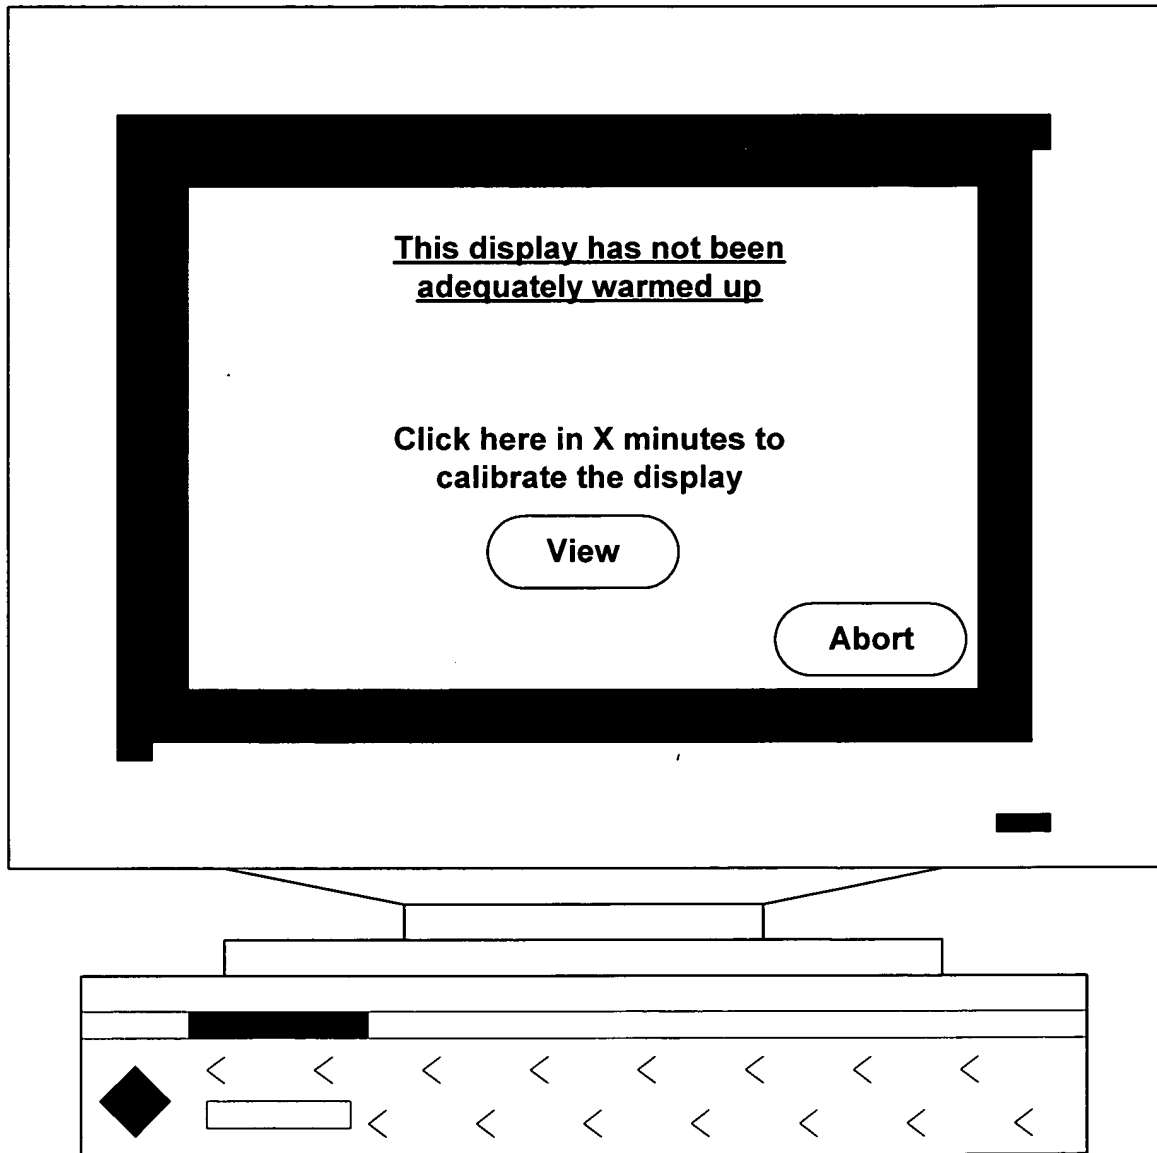 This display has not been
adequately warmed up
Click here in X minutes to
calibrate the display
View
Abort